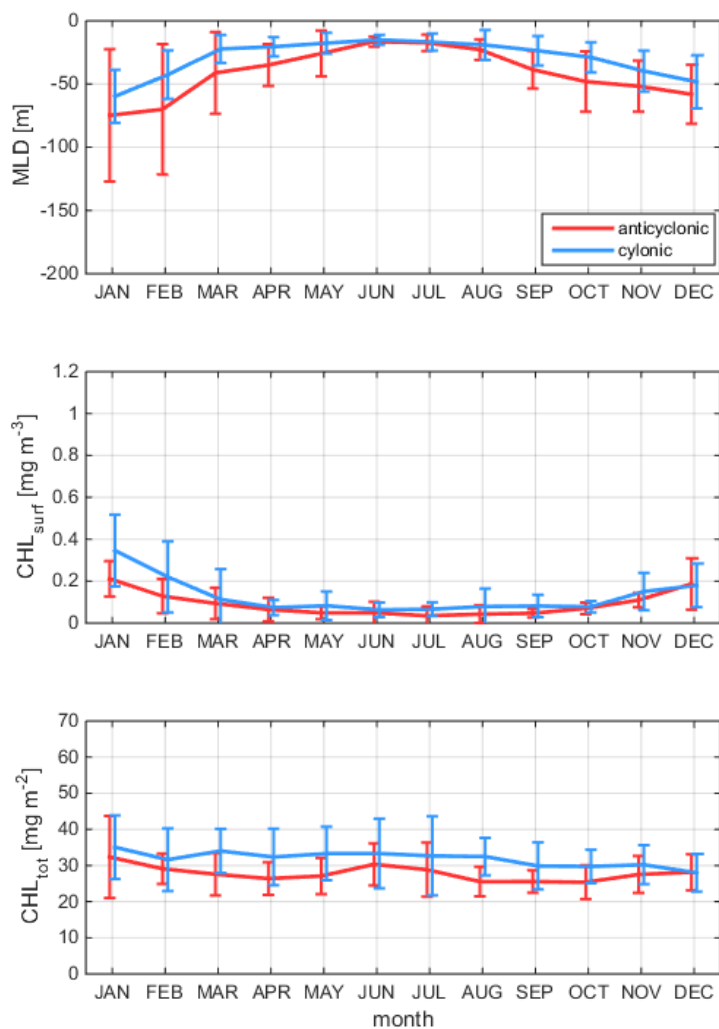 0
-50
-100
-150
-200
MLD [m]
anticyclonic
cylonic
JAN FEB MAR APR MAY JUN JUL AUG SEP OCT NOV DEC
1.2
1
0.8
0.6
0.4
0.2
0
CHL_surf [mg m^-3]
JAN FEB MAR APR MAY JUN JUL AUG SEP OCT NOV DEC
70
60
50
40
30
20
10
0
CHL_tot [mg m^-2]
JAN FEB MAR APR MAY JUN JUL AUG SEP OCT NOV DEC
month